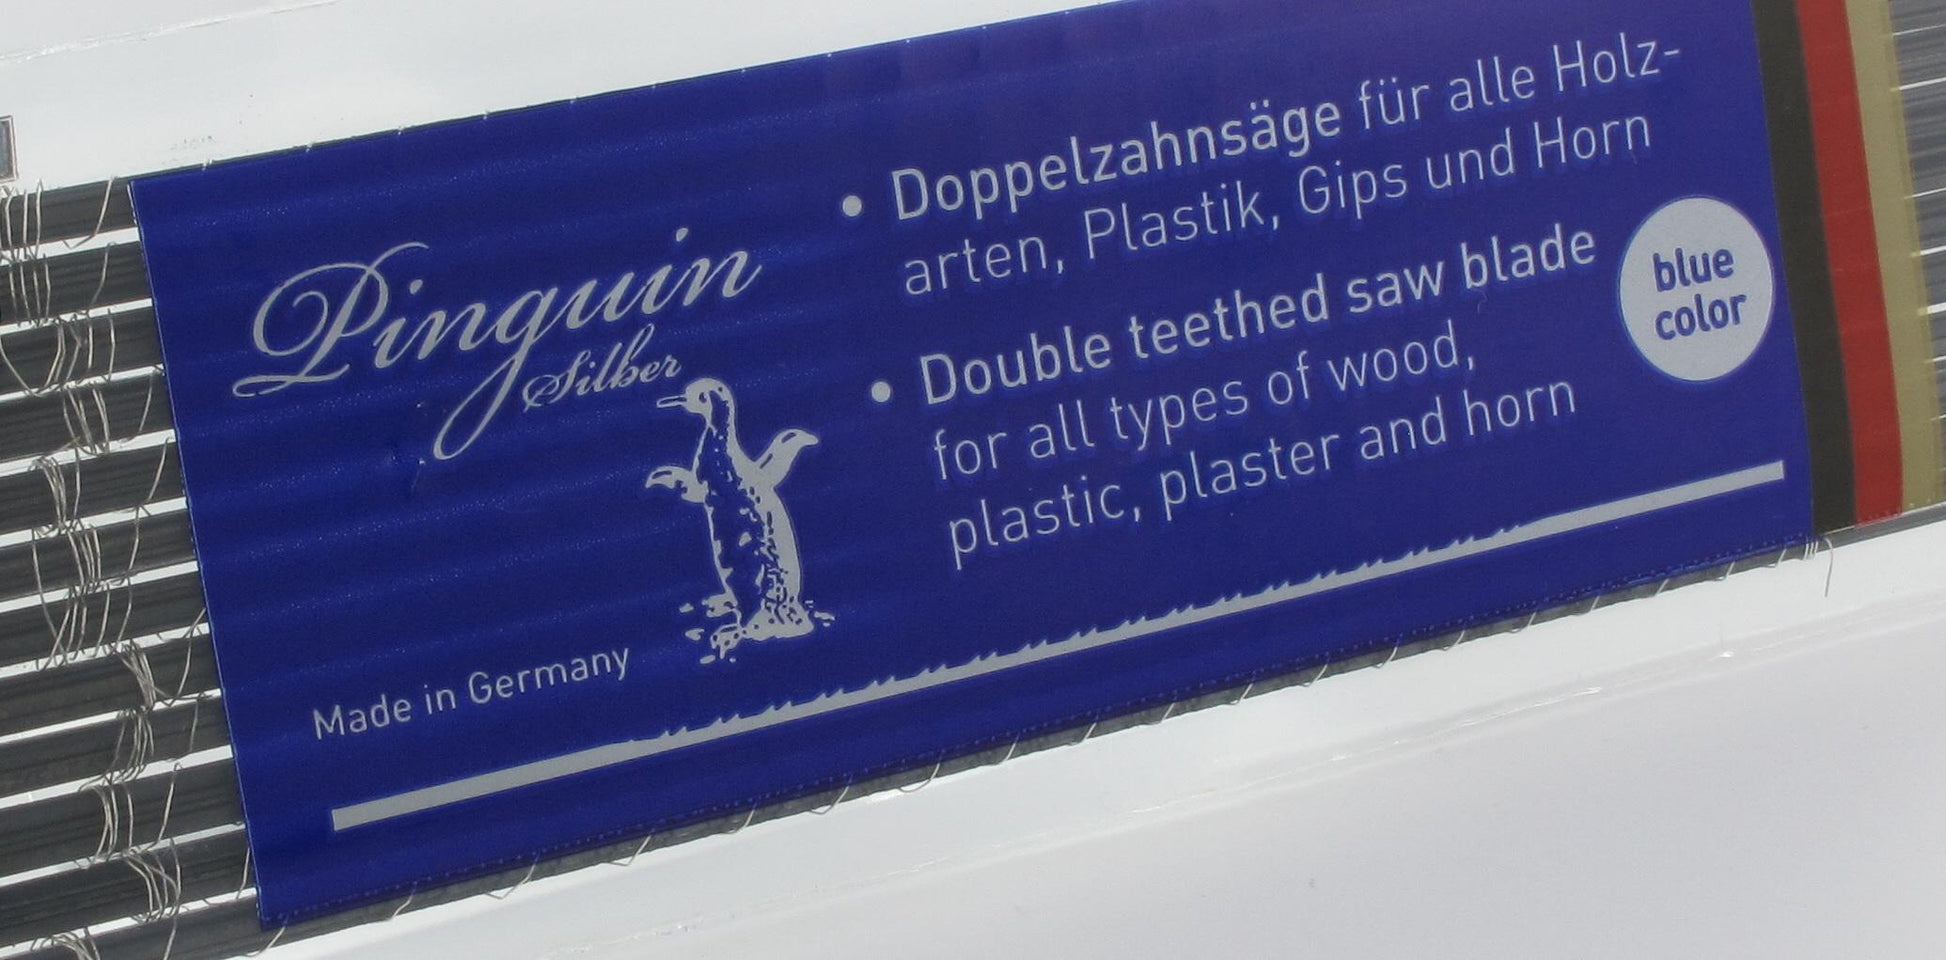 Pinguin
Silber
Made in Germany
• Doppelzahnsäge für alle Holz-
arten, Plastik, Gips und Horn
• Double teethed saw blade
for all types of wood,
plastic, plaster and horn
blue
color